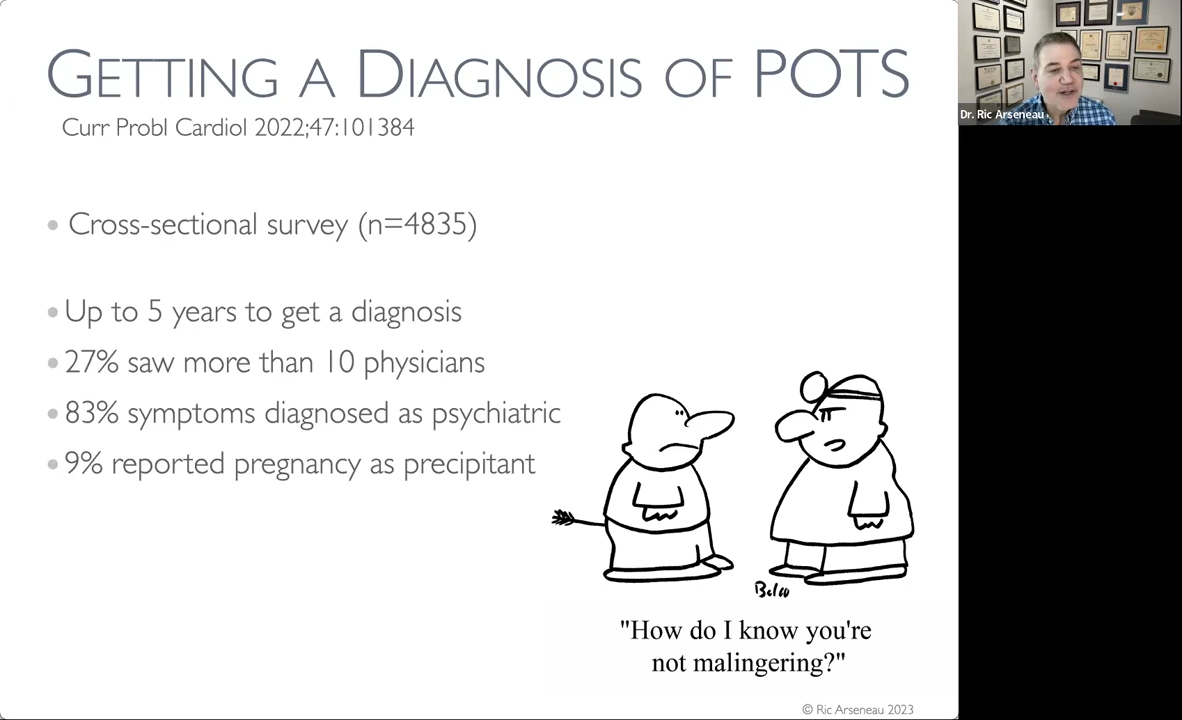 GETTING A DIAGNOSIS OF POTS
Curr Probl Cardiol 2022;47:101384
• Cross-sectional survey (n=4835)
• Up to 5 years to get a diagnosis
• 27% saw more than 10 physicians
• 83% symptoms diagnosed as psychiatric
• 9% reported pregnancy as precipitant
"How do I know you're
not malingering?"
© Ric Arseneau 2023
Dr. Ric Arseneau